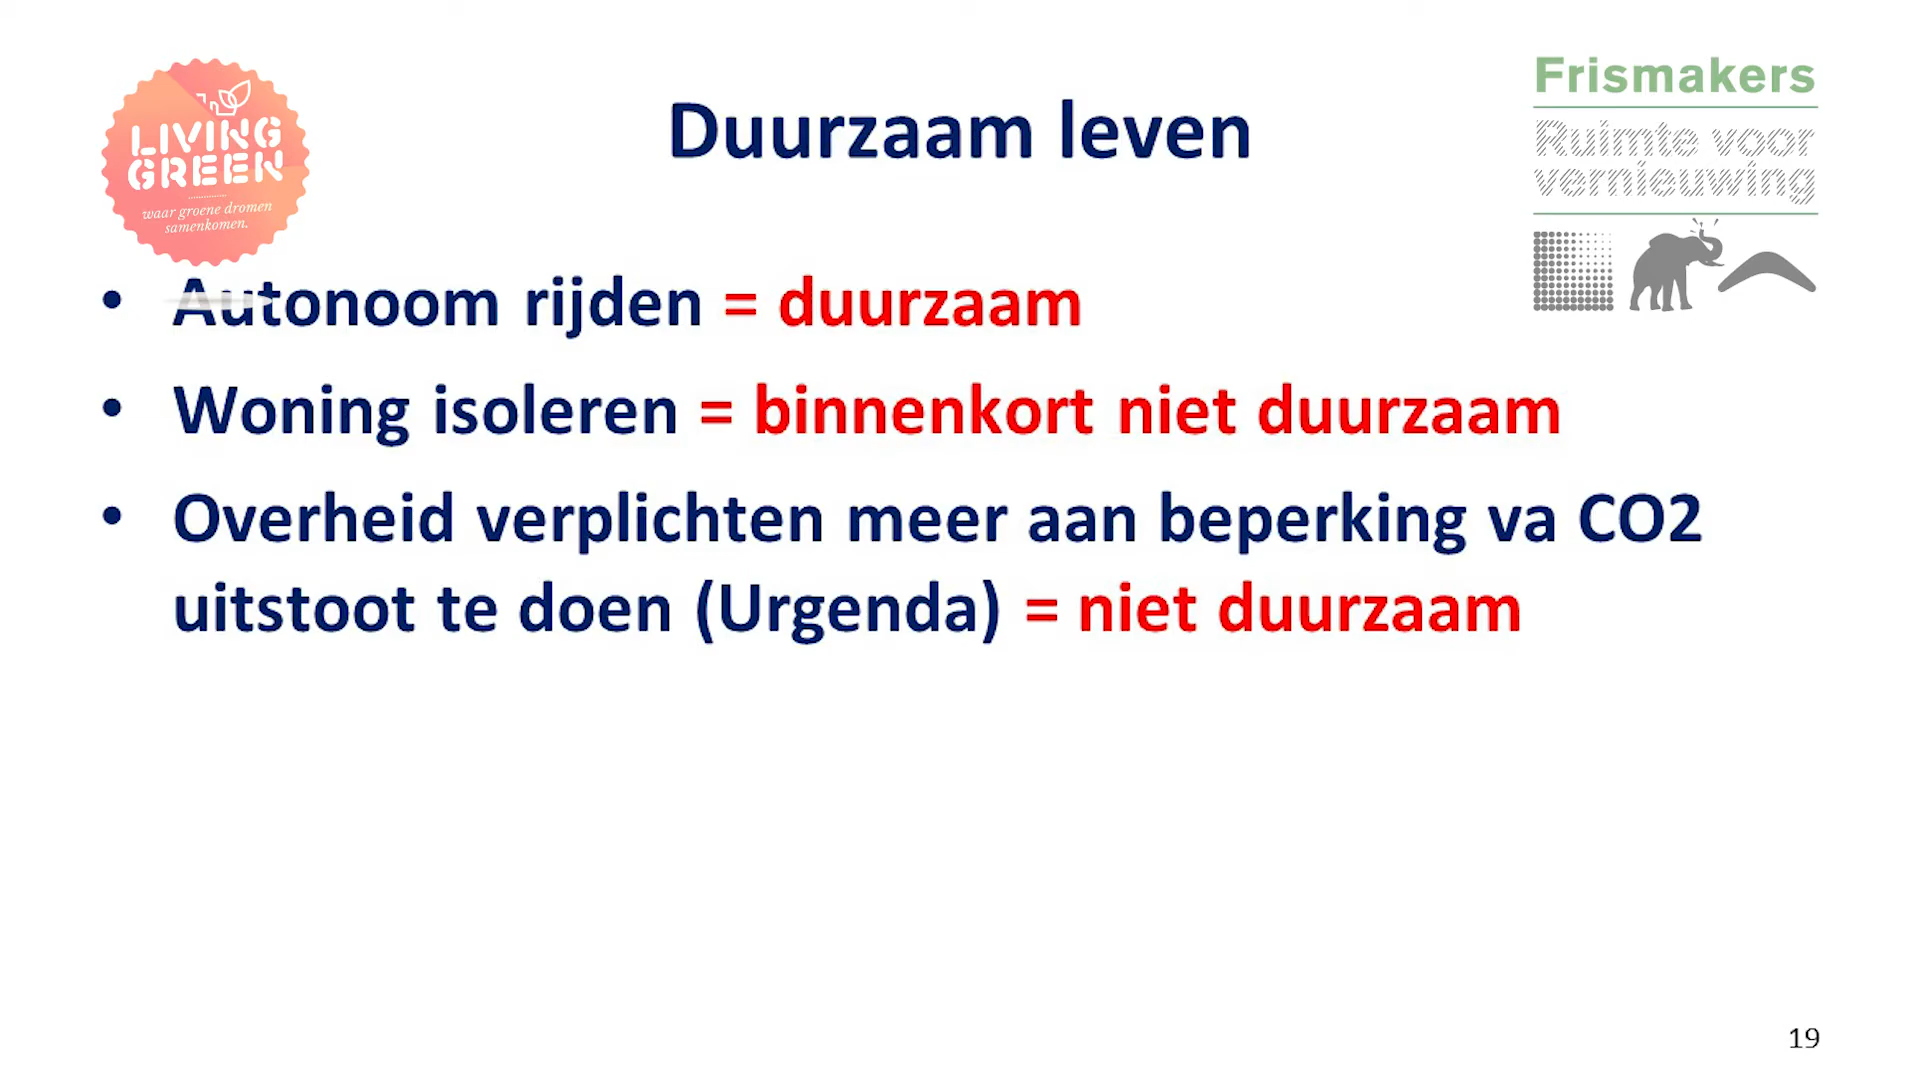 LIVING
GREEN
waar groene dromen
samenkomen.
Duurzaam leven
Frismakers
Ruimte voor
vernieuwing
• Autonoom rijden = duurzaam
• Woning isoleren = binnenkort niet duurzaam
• Overheid verplichten meer aan beperking va CO2
uitstoot te doen (Urgenda) = niet duurzaam
19